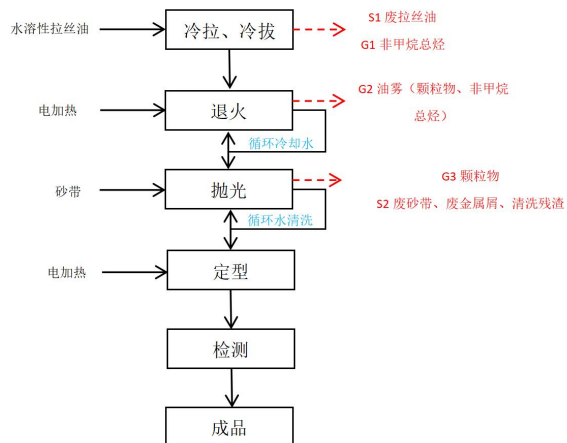 水溶性拉丝油
冷拉、冷拔
S1 废拉丝油
G1 非甲烷总烃
电加热
退火
G2 油雾（颗粒物、非甲烷
总烃）
循环冷却水
砂带
抛光
G3 颗粒物
S2 废砂带、废金属屑、清洗残渣
循环水清洗
电加热
定型
检测
成品